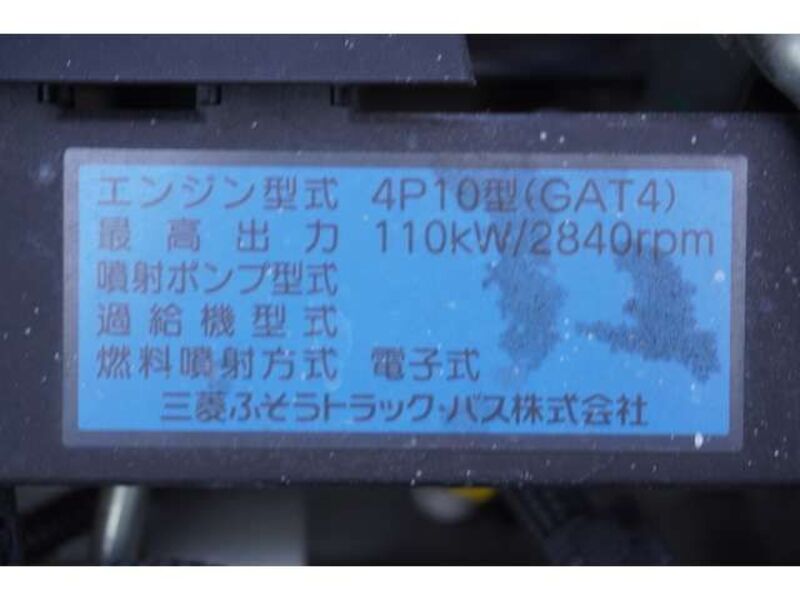 エンジン型式 4P10型(GAT4)
最高出力 110kW/2840rpm
噴射ポンプ型式
過給機型式
燃料噴射方式 電子式
三菱ふそうトラック・バス株式会社